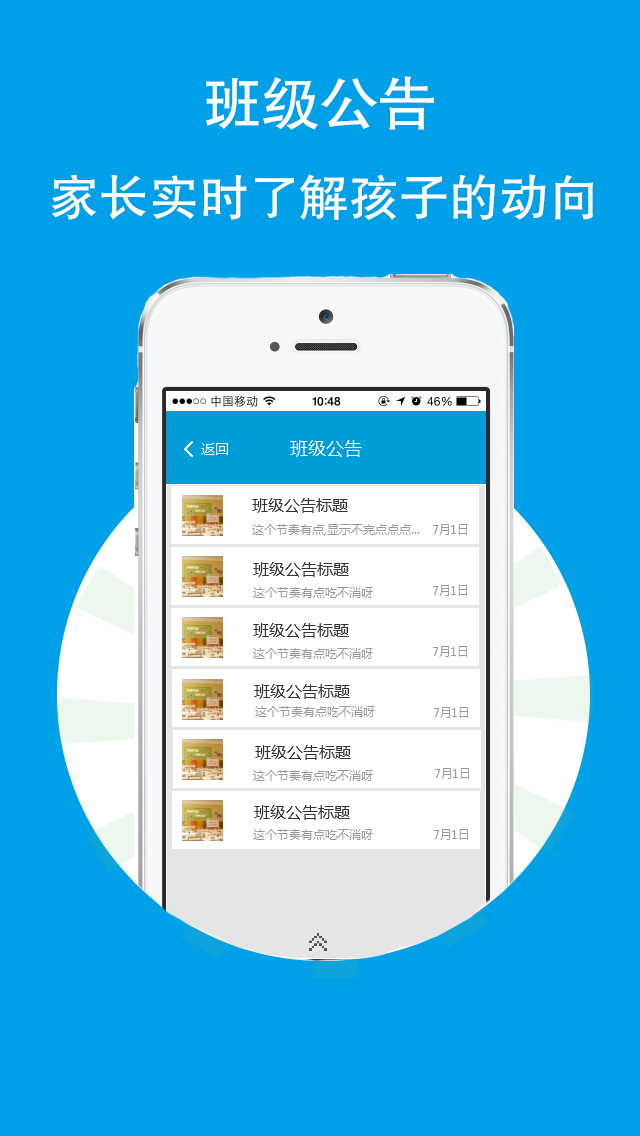 班级公告
家长实时了解孩子的动向
中国移动 10:48 46%
返回 班级公告
班级公告标题
这个节奏有点,显示不完点点点... 7月1日
班级公告标题
这个节奏有点吃不消呀 7月1日
班级公告标题
这个节奏有点吃不消呀 7月1日
班级公告标题
这个节奏有点吃不消呀 7月1日
班级公告标题
这个节奏有点吃不消呀 7月1日
班级公告标题
这个节奏有点吃不消呀 7月1日